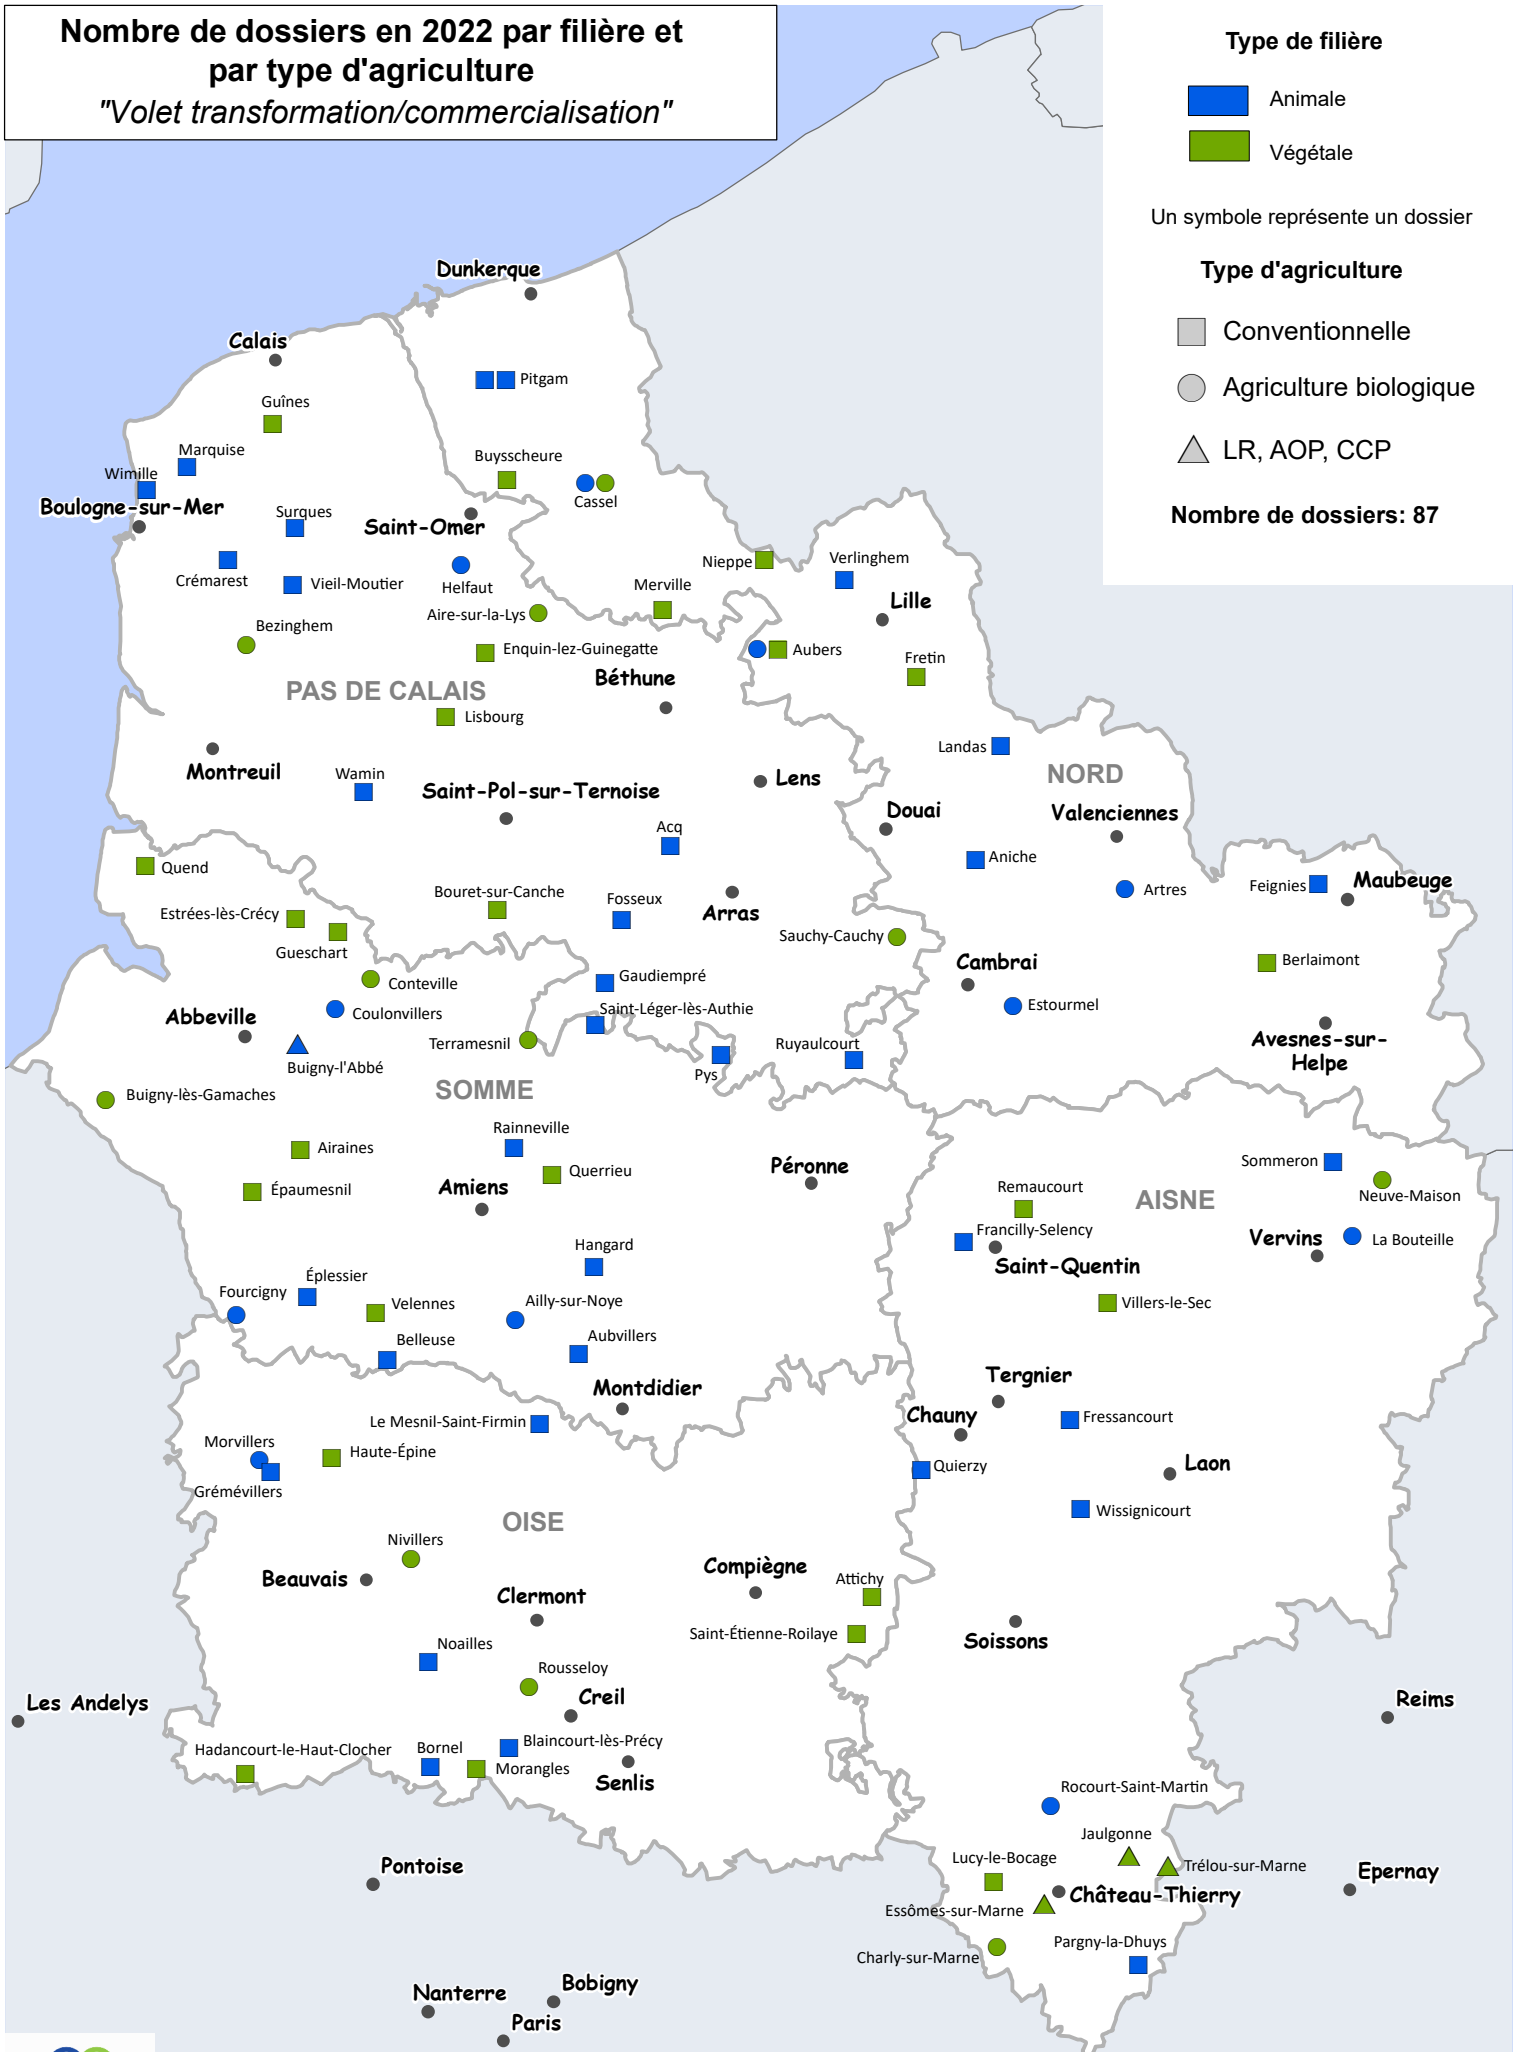 Nombre de dossiers en 2022 par filière et
par type d'agriculture
"Volet transformation/commercialisation"
Type de filière
Animale
Végétale
Un symbole représente un dossier
Type d'agriculture
Conventionnelle
Agriculture biologique
LR, AOP, CCP
Nombre de dossiers: 87
Dunkerque
Calais
Pitgam
Guînes
Marquise
Buysscheure
Wimille
Cassel
Boulogne-sur-Mer
Surques
Saint-Omer
Nieppe
Verlinghem
Crémarest
Vieil-Moutier
Helfaut
Merville
Lille
Aire-sur-la-Lys
Bezinghem
Enquin-lez-Guinegatte
Aubers
Fretin
Béthune
PAS DE CALAIS
Lisbourg
Landas
Montreuil
Wamin
Saint-Pol-sur-Ternoise
Lens
NORD
Douai
Valenciennes
Acq
Aniche
Quend
Bouret-sur-Canche
Fosseux
Arras
Artres
Feignies
Maubeuge
Estrées-lès-Crécy
Gueschart
Sauchy-Cauchy
Cambrai
Berlaimont
Conteville
Gaudiempré
Coulonvillers
Saint-Léger-lès-Authie
Estourmel
Abbeville
Terramesnil
Ruyaulcourt
Avesnes-sur-
Helpe
Buigny-l'Abbé
Pys
SOMME
Buigny-lès-Gamaches
Rainneville
Airaines
Querrieu
Péronne
Sommeron
Épaumesnil
Amiens
Remaucourt
AISNE
Neuve-Maison
Francilly-Selency
Vervins
La Bouteille
Hangard
Saint-Quentin
Éplessier
Fourcigny
Velennes
Ailly-sur-Noye
Villers-le-Sec
Belleuse
Aubvillers
Montdidier
Tergnier
Le Mesnil-Saint-Firmin
Chauny
Fressancourt
Morvillers
Haute-Épine
Quierzy
Laon
Grémévillers
Wissignicourt
OISE
Nivillers
Beauvais
Compiègne
Attichy
Clermont
Saint-Étienne-Roilaye
Soissons
Noailles
Rousseloy
Les Andelys
Creil
Reims
Hadancourt-le-Haut-Clocher
Bornel
Blaincourt-lès-Précy
Morangles
Senlis
Rocourt-Saint-Martin
Jaulgonne
Lucy-le-Bocage
Trélou-sur-Marne
Pontoise
Epernay
Château-Thierry
Essômes-sur-Marne
Charly-sur-Marne
Pargny-la-Dhuys
Nanterre
Bobigny
Paris